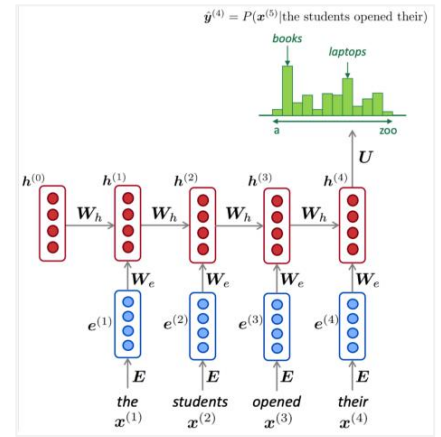 ŷ⁽⁴⁾ = P(x⁽⁵⁾|the students opened their)
books
laptops
a zoo
U
h⁽⁰⁾ h⁽¹⁾ h⁽²⁾ h⁽³⁾ h⁽⁴⁾
Wₕ Wₕ Wₕ Wₕ
Wₑ Wₑ Wₑ Wₑ
e⁽¹⁾ e⁽²⁾ e⁽³⁾ e⁽⁴⁾
E E E E
the students opened their
x⁽¹⁾ x⁽²⁾ x⁽³⁾ x⁽⁴⁾